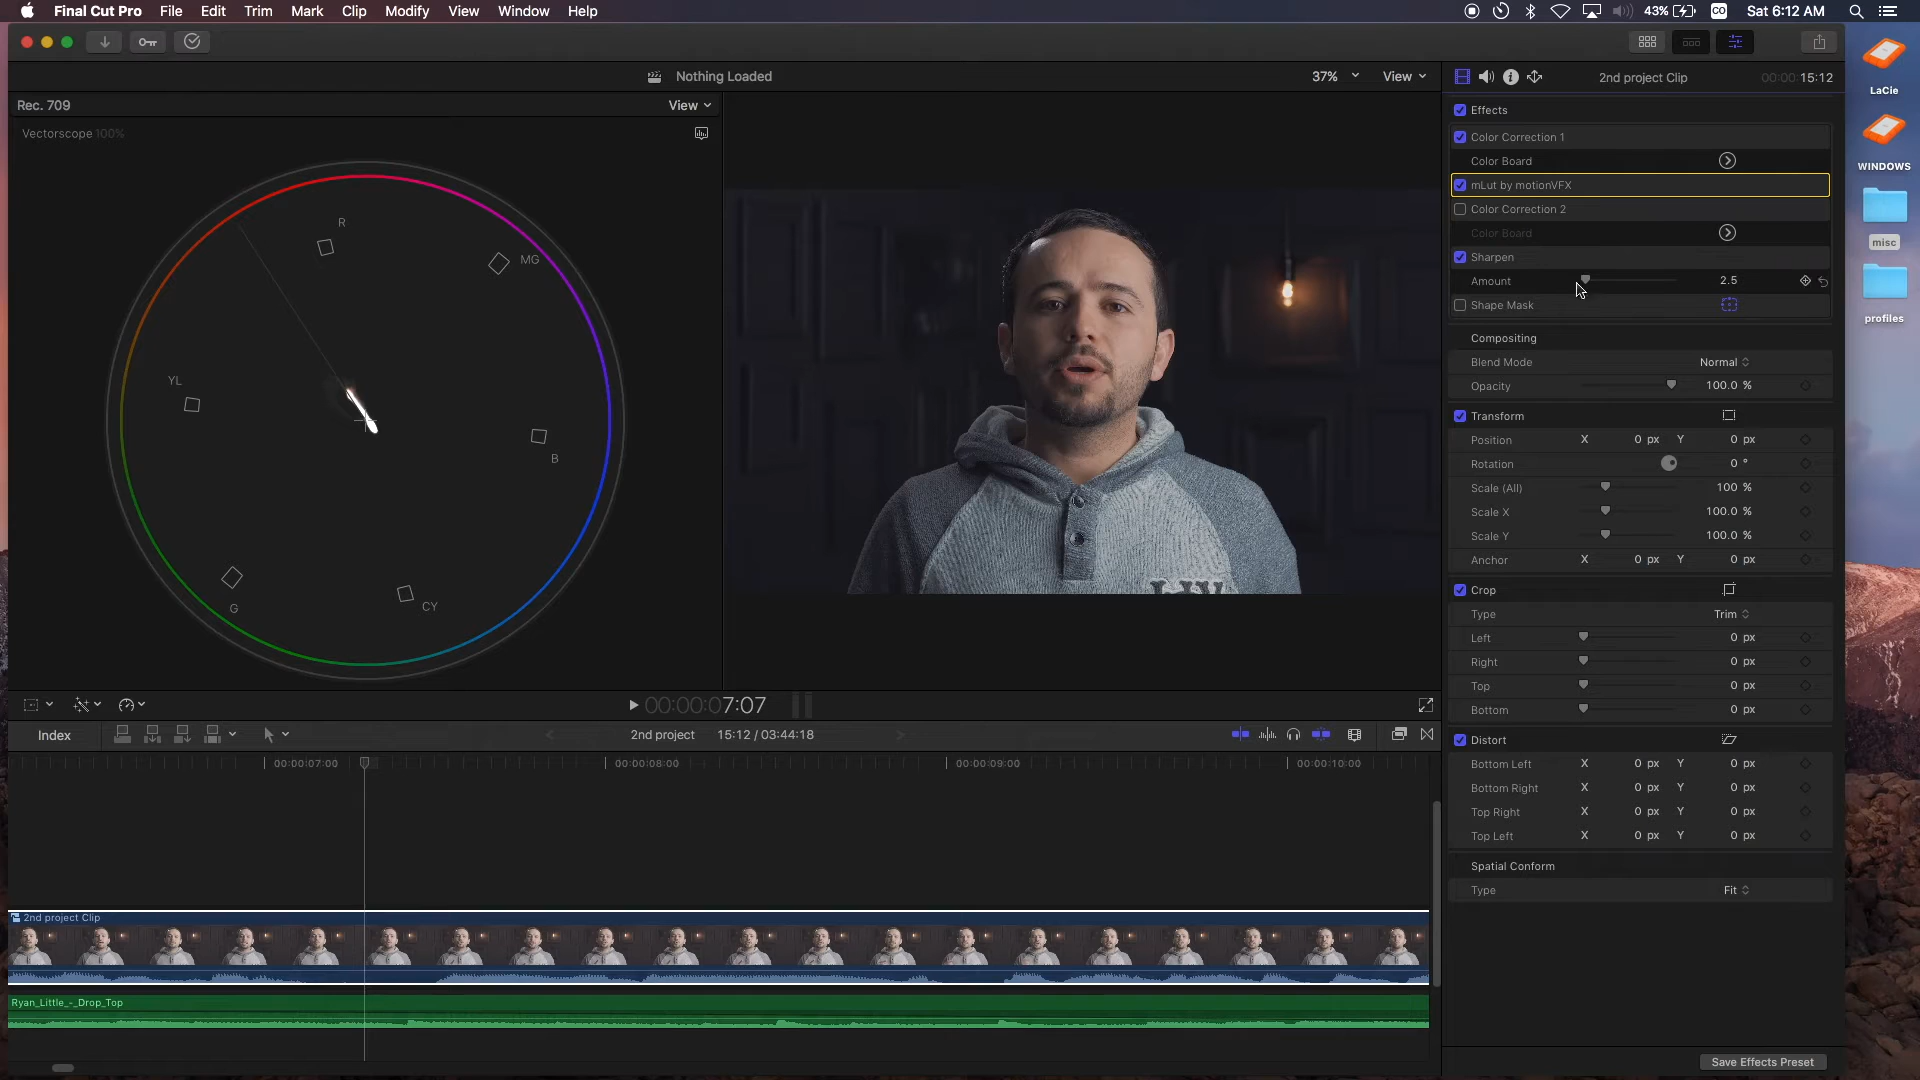 Final Cut Pro File Edit Trim Mark Clip Modify View Window Help
43% CO Sat 6:12 AM
Nothing Loaded 37% View
2nd project Clip 00:00:15:12
Rec. 709 View
Vectorscope 100%
R
MG
YL
B
G
CY
Effects
Color Correction 1
Color Board
mLut by motionVFX
Color Correction 2
Color Board
Sharpen
Amount 2.5
Shape Mask
Compositing
Blend Mode Normal
Opacity 100.0 %
Transform
Position X 0 px Y 0 px
Rotation 0 °
Scale (All) 100 %
Scale X 100.0 %
Scale Y 100.0 %
Anchor X 0 px Y 0 px
Crop
Type Trim
Left 0 px
Right 0 px
Top 0 px
Bottom 0 px
Distort
Bottom Left X 0 px Y 0 px
Bottom Right X 0 px Y 0 px
Top Right X 0 px Y 0 px
Top Left X 0 px Y 0 px
Spatial Conform
Type Fit
Save Effects Preset
LaCie
WINDOWS
misc
profiles
00:00:07:07
Index 2nd project 15:12 / 03:44:18
00:00:07:00 00:00:08:00 00:00:09:00 00:00:10:00
2nd project Clip
Ryan_Little_-_Drop_Top